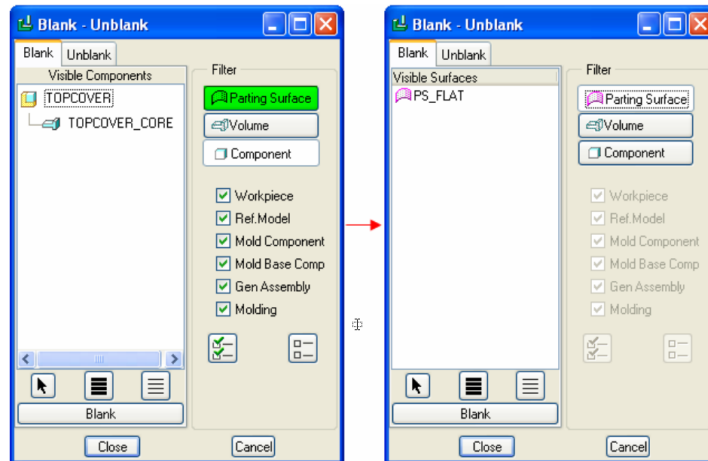 Blank - Unblank
Blank Unblank
Visible Components
TOPCOVER
TOPCOVER_CORE
Filter
Parting Surface
Volume
Component
Workpiece
Ref.Model
Mold Component
Mold Base Comp
Gen Assembly
Molding
Blank
Close Cancel
Blank - Unblank
Blank Unblank
Visible Surfaces
PS_FLAT
Filter
Parting Surface
Volume
Component
Workpiece
Ref.Model
Mold Component
Mold Base Comp
Gen Assembly
Molding
Blank
Close Cancel